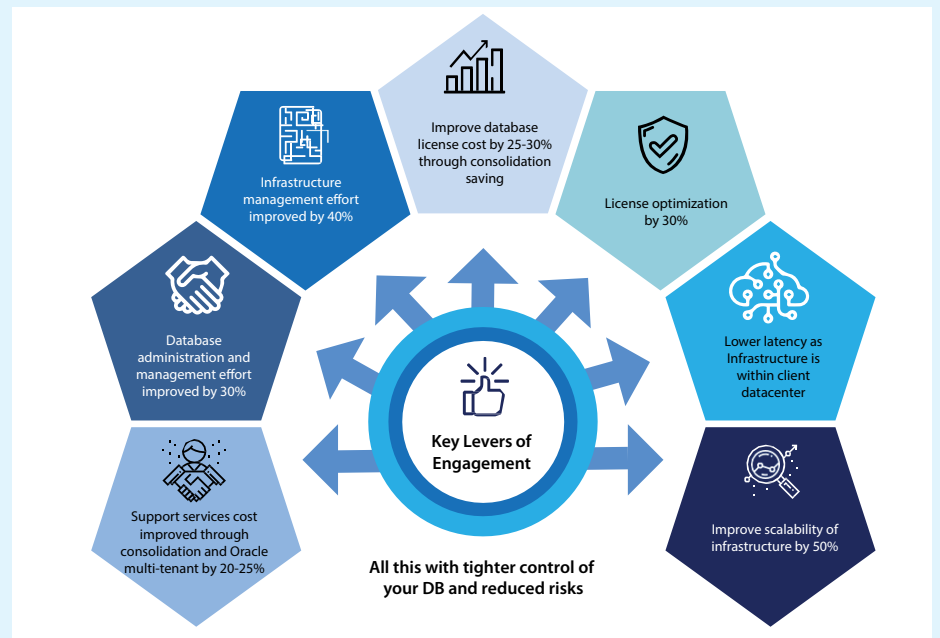 Improve database
license cost by 25-30%
through consolidation
saving
Infrastructure
management effort
improved by 40%
License optimization
by 30%
Database
administration and
management effort
improved by 30%
Lower latency as
Infrastructure is
within client
datacenter
Key Levers of
Engagement
Support services cost
improved through
consolidation and Oracle
multi-tenant by 20-25%
Improve scalability of
infrastructure by 50%
All this with tighter control of
your DB and reduced risks